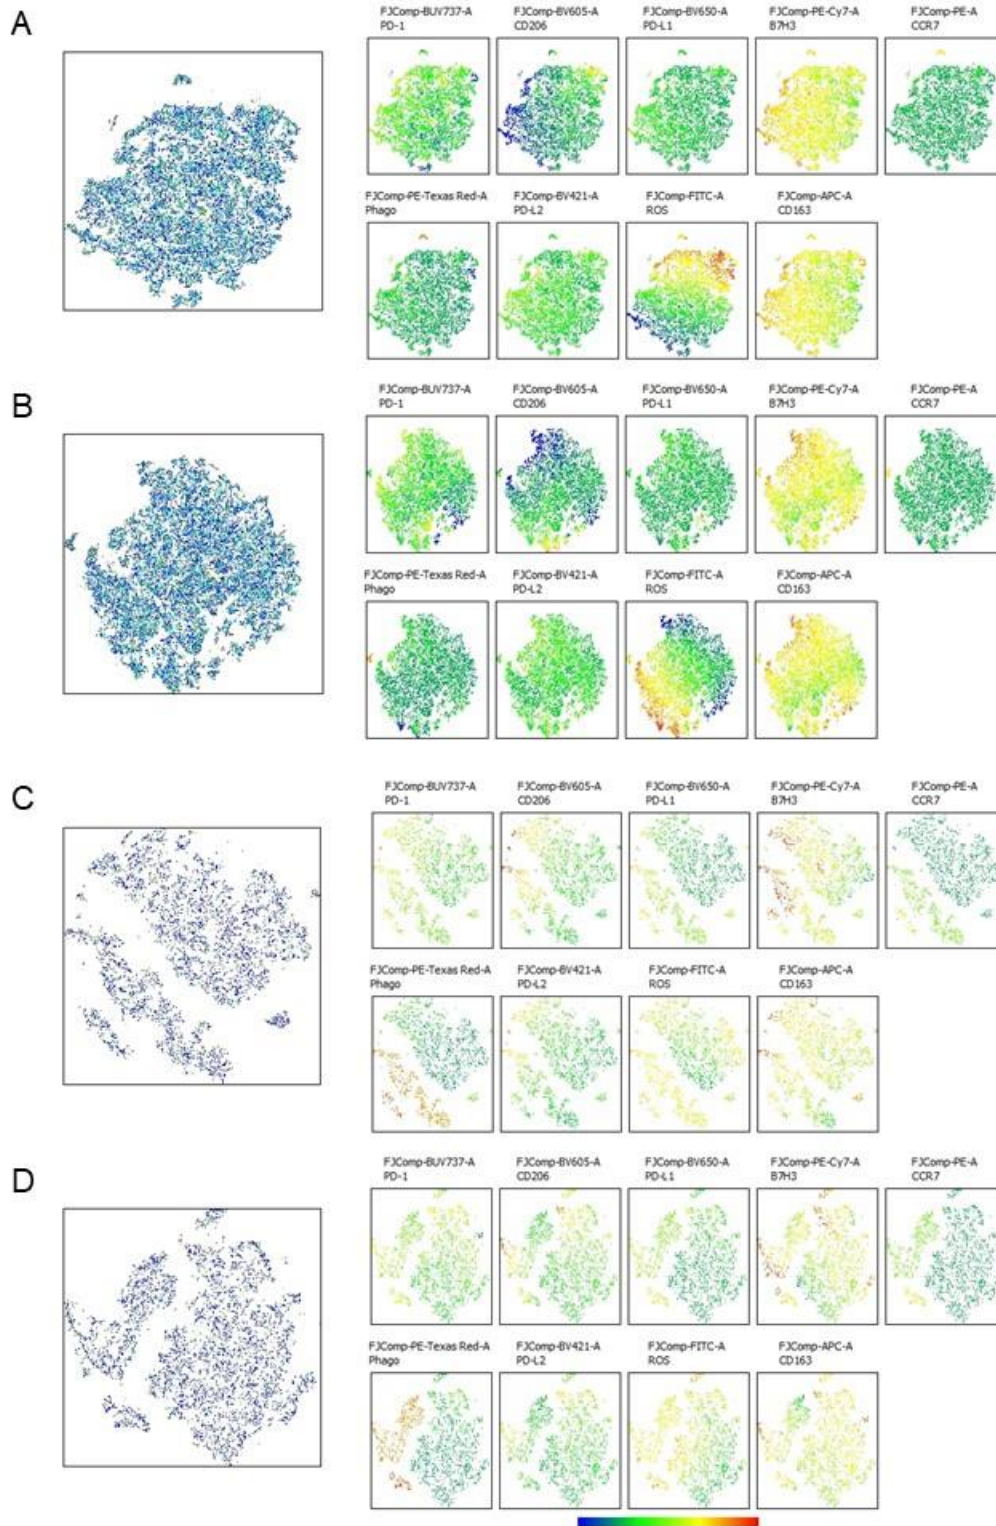 A
FJComp-BUV737-A
PD-1
FJComp-BV605-A
CD206
FJComp-BV650-A
PD-L1
FJComp-PE-Cy7-A
B7H3
FJComp-PE-A
CCR7
FJComp-PE-Texas Red-A
Phago
FJComp-BV421-A
PD-L2
FJComp-FITC-A
ROS
FJComp-APC-A
CD163
B
FJComp-BUV737-A
PD-1
FJComp-BV605-A
CD206
FJComp-BV650-A
PD-L1
FJComp-PE-Cy7-A
B7H3
FJComp-PE-A
CCR7
FJComp-PE-Texas Red-A
Phago
FJComp-BV421-A
PD-L2
FJComp-FITC-A
ROS
FJComp-APC-A
CD163
C
FJComp-BUV737-A
PD-1
FJComp-BV605-A
CD206
FJComp-BV650-A
PD-L1
FJComp-PE-Cy7-A
B7H3
FJComp-PE-A
CCR7
FJComp-PE-Texas Red-A
Phago
FJComp-BV421-A
PD-L2
FJComp-FITC-A
ROS
FJComp-APC-A
CD163
D
FJComp-BUV737-A
PD-1
FJComp-BV605-A
CD206
FJComp-BV650-A
PD-L1
FJComp-PE-Cy7-A
B7H3
FJComp-PE-A
CCR7
FJComp-PE-Texas Red-A
Phago
FJComp-BV421-A
PD-L2
FJComp-FITC-A
ROS
FJComp-APC-A
CD163